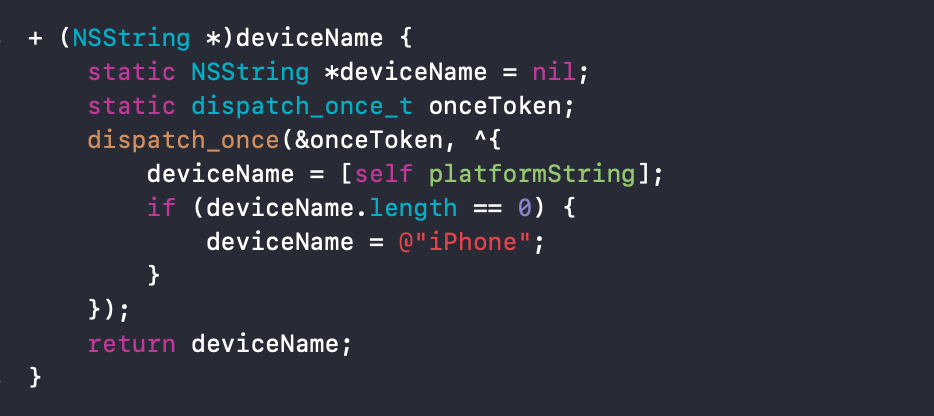 + (NSString *)deviceName {
    static NSString *deviceName = nil;
    static dispatch_once_t onceToken;
    dispatch_once(&onceToken, ^{
        deviceName = [self platformString];
        if (deviceName.length == 0) {
            deviceName = @"iPhone";
        }
    });
    return deviceName;
}